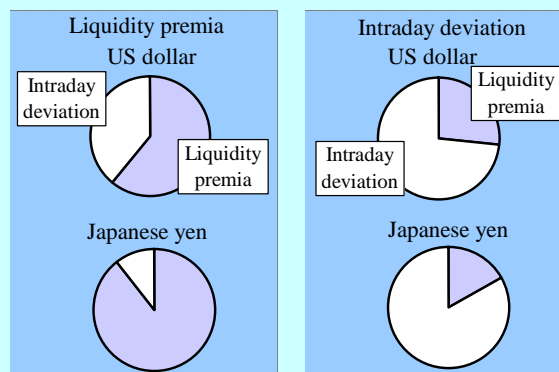 Liquidity premia
US dollar
Intraday
deviation
Liquidity
premia
Japanese yen
Intraday deviation
US dollar
Liquidity
premia
Intraday
deviation
Japanese yen